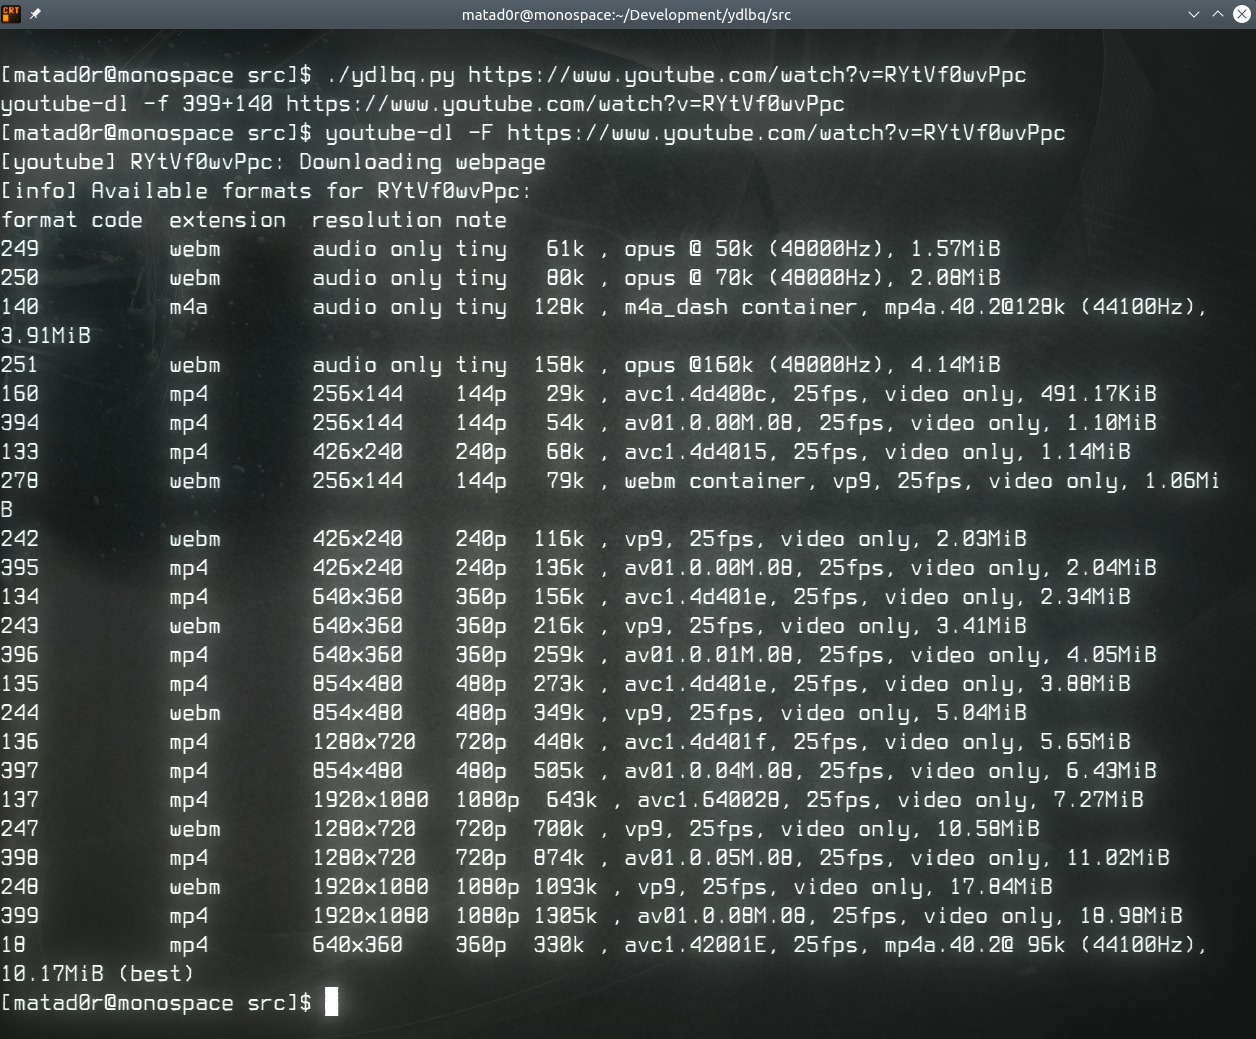 CRT
matad0r@monospace:~/Development/ydlbq/src
[matad0r@monospace src]$ ./ydlbq.py https://www.youtube.com/watch?v=RYtVf0wvPpc
youtube-dl -f 399+140 https://www.youtube.com/watch?v=RYtVf0wvPpc
[matad0r@monospace src]$ youtube-dl -F https://www.youtube.com/watch?v=RYtVf0wvPpc
[youtube] RYtVf0wvPpc: Downloading webpage
[info] Available formats for RYtVf0wvPpc:
format code  extension  resolution note
249          webm       audio only tiny   61k , opus @ 50k (48000Hz), 1.57MiB
250          webm       audio only tiny   80k , opus @ 70k (48000Hz), 2.08MiB
140          m4a        audio only tiny  128k , m4a_dash container, mp4a.40.2@128k (44100Hz),
3.91MiB
251          webm       audio only tiny  158k , opus @160k (48000Hz), 4.14MiB
160          mp4        256x144    144p   29k , avc1.4d400c, 25fps, video only, 491.17KiB
394          mp4        256x144    144p   54k , av01.0.00M.08, 25fps, video only, 1.10MiB
133          mp4        426x240    240p   68k , avc1.4d4015, 25fps, video only, 1.14MiB
278          webm       256x144    144p   79k , webm container, vp9, 25fps, video only, 1.06Mi
B
242          webm       426x240    240p  116k , vp9, 25fps, video only, 2.03MiB
395          mp4        426x240    240p  136k , av01.0.00M.08, 25fps, video only, 2.04MiB
134          mp4        640x360    360p  156k , avc1.4d401e, 25fps, video only, 2.34MiB
243          webm       640x360    360p  216k , vp9, 25fps, video only, 3.41MiB
396          mp4        640x360    360p  259k , av01.0.01M.08, 25fps, video only, 4.05MiB
135          mp4        854x480    480p  273k , avc1.4d401e, 25fps, video only, 3.88MiB
244          webm       854x480    480p  349k , vp9, 25fps, video only, 5.04MiB
136          mp4        1280x720   720p  448k , avc1.4d401f, 25fps, video only, 5.65MiB
397          mp4        854x480    480p  505k , av01.0.04M.08, 25fps, video only, 6.43MiB
137          mp4        1920x1080  1080p  643k , avc1.640028, 25fps, video only, 7.27MiB
247          webm       1280x720   720p  700k , vp9, 25fps, video only, 10.58MiB
398          mp4        1280x720   720p  874k , av01.0.05M.08, 25fps, video only, 11.02MiB
248          webm       1920x1080  1080p 1093k , vp9, 25fps, video only, 17.84MiB
399          mp4        1920x1080  1080p 1305k , av01.0.08M.08, 25fps, video only, 18.98MiB
18           mp4        640x360    360p  330k , avc1.42001E, 25fps, mp4a.40.2@ 96k (44100Hz),
10.17MiB (best)
[matad0r@monospace src]$